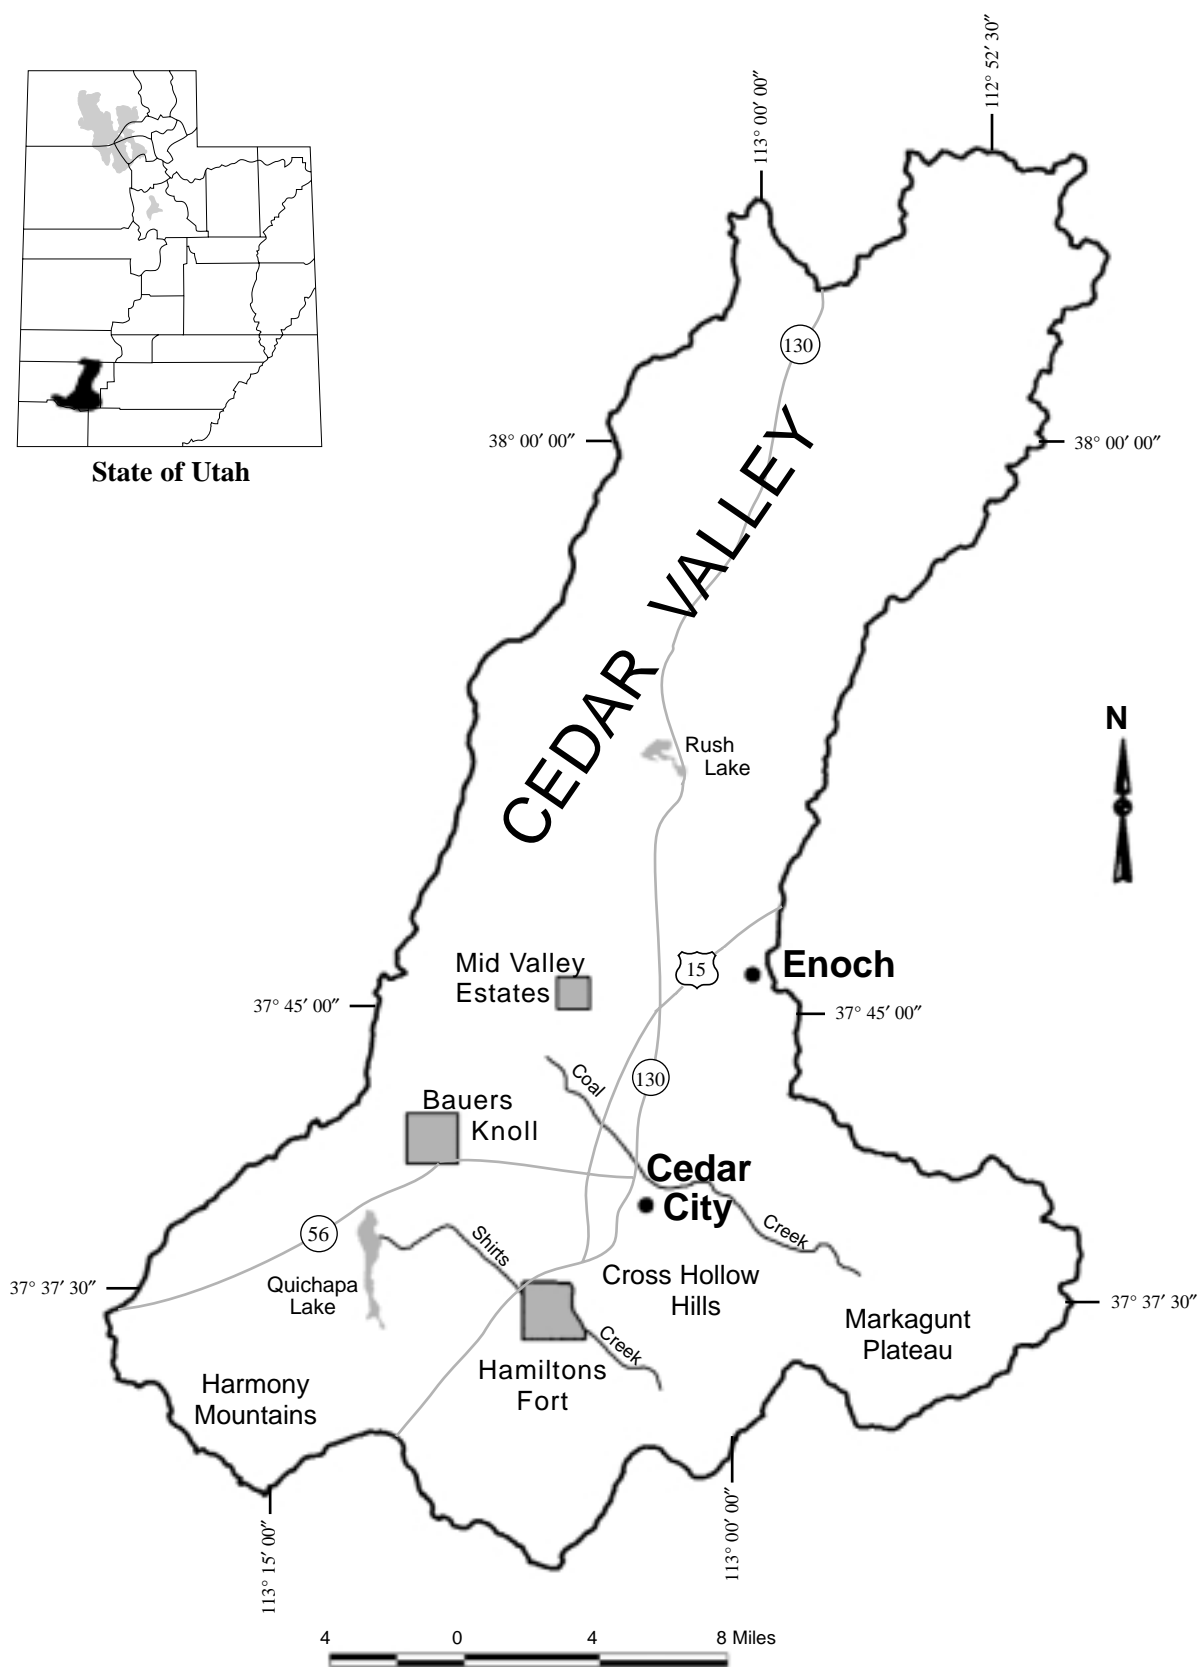 112° 52′ 30″
113° 00′ 00″
State of Utah
130
38° 00′ 00″
38° 00′ 00″
CEDAR VALLEY
N
Rush
Lake
15
Enoch
Mid Valley
Estates
37° 45′ 00″
37° 45′ 00″
Coal
130
Bauers
Knoll
Cedar
City
56
Shirts
Creek
Quichapa
Lake
37° 37′ 30″
Cross Hollow
Hills
37° 37′ 30″
Markagunt
Plateau
Creek
Hamiltons
Fort
Harmony
Mountains
113° 15′ 00″
113° 00′ 00″
4 0 4 8 Miles